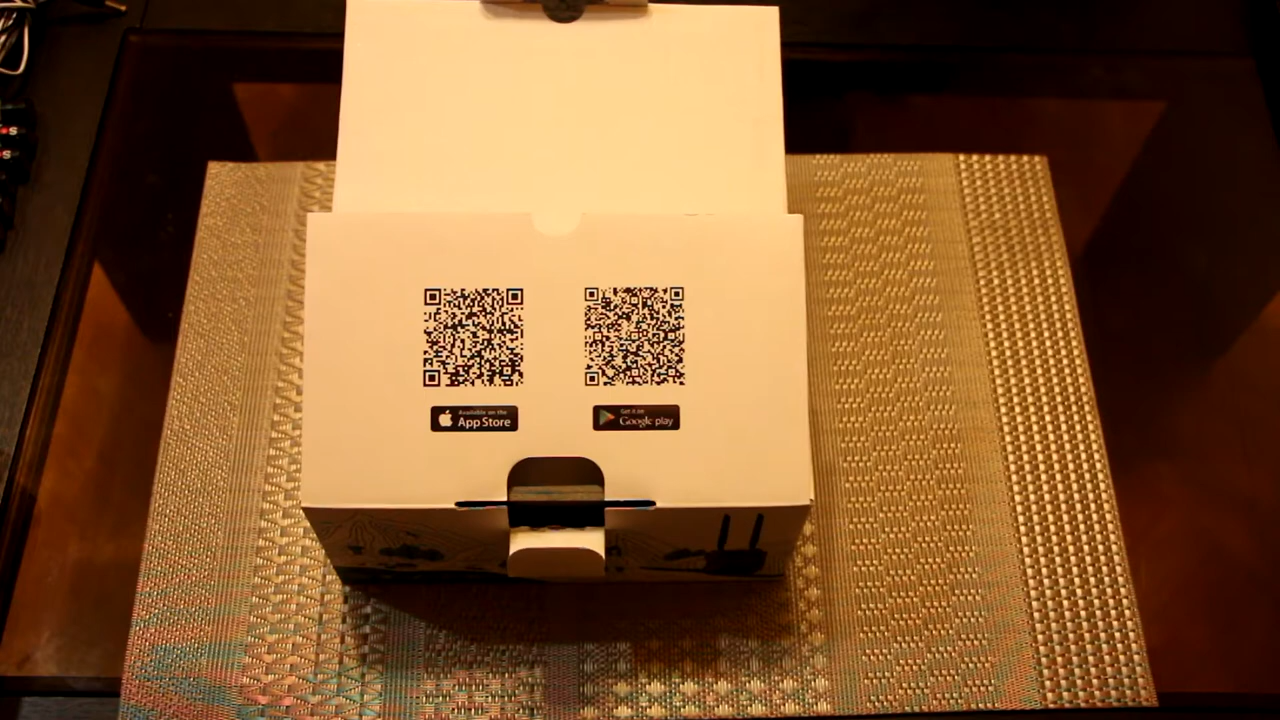 Available on the
App Store
Get it on
Google play
S
S